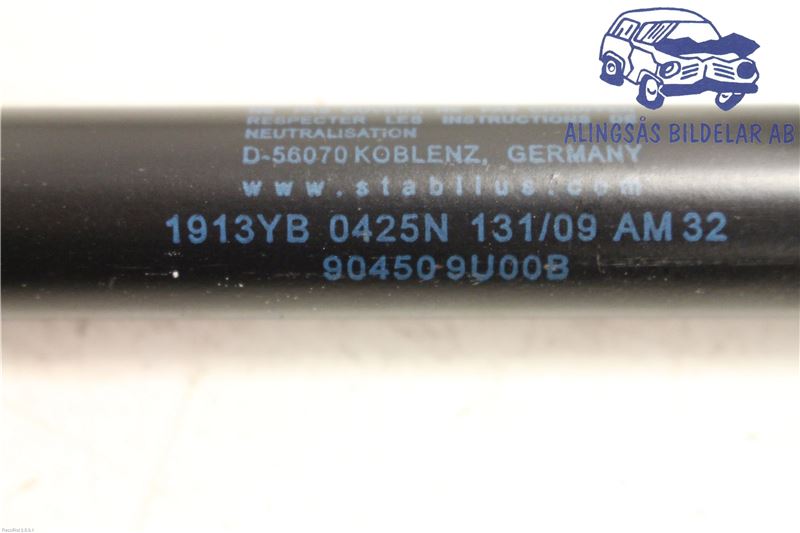 RESPECTER LES INSTRUCTIONS DE
NEUTRALISATION
D-56070 KOBLENZ, GERMANY
www.stabilus.com
1913YB 0425N 131/09 AM 32
90450 9U00B
ALINGSÅS BILDELAR AB